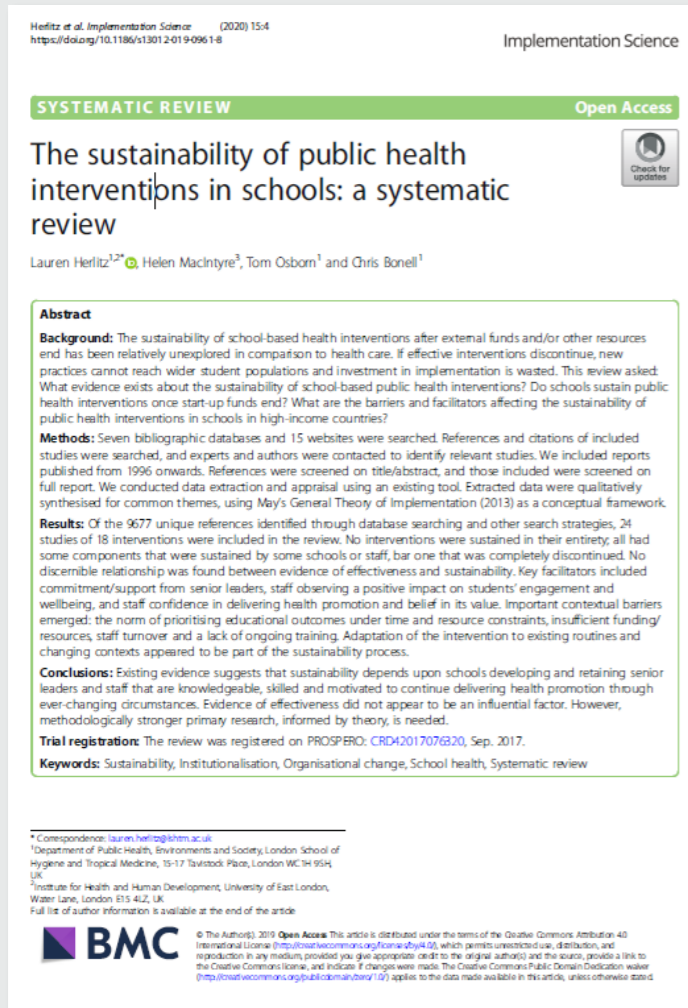 Herlitz et al. Implementation Science (2020) 15:4
https://doi.org/10.1186/s13012-019-0961-8
Implementation Science
SYSTEMATIC REVIEW
Open Access
The sustainability of public health
interventions in schools: a systematic
review
Check for
updates
Lauren Herlitz1,2*, Helen MacIntyre3, Tom Osborn1 and Chris Bonell1
Abstract
Background: The sustainability of school-based health interventions after external funds and/or other resources
end has been relatively unexplored in comparison to health care. If effective interventions discontinue, new
practices cannot reach wider student populations and investment in implementation is wasted. This review asked:
What evidence exists about the sustainability of school-based public health interventions? Do schools sustain public
health interventions once start-up funds end? What are the barriers and facilitators affecting the sustainability of
public health interventions in schools in high-income countries?
Methods: Seven bibliographic databases and 15 websites were searched. References and citations of included
studies were searched, and experts and authors were contacted to identify relevant studies. We included reports
published from 1996 onwards. References were screened on title/abstract, and those included were screened on
full report. We conducted data extraction and appraisal using an existing tool. Extracted data were qualitatively
synthesised for common themes, using May's General Theory of Implementation (2013) as a conceptual framework.
Results: Of the 9677 unique references identified through database searching and other search strategies, 24
studies of 18 interventions were included in the review. No interventions were sustained in their entirety; all had
some components that were sustained by some schools or staff, bar one that was completely discontinued. No
discernible relationship was found between evidence of effectiveness and sustainability. Key facilitators included
commitment/support from senior leaders, staff observing a positive impact on students' engagement and
wellbeing, and staff confidence in delivering health promotion and belief in its value. Important contextual barriers
emerged: the norm of prioritising educational outcomes under time and resource constraints, insufficient funding/
resources, staff turnover and a lack of ongoing training. Adaptation of the intervention to existing routines and
changing contexts appeared to be part of the sustainability process.
Conclusions: Existing evidence suggests that sustainability depends upon schools developing and retaining senior
leaders and staff that are knowledgeable, skilled and motivated to continue delivering health promotion through
ever-changing circumstances. Evidence of effectiveness did not appear to be an influential factor. However,
methodologically stronger primary research, informed by theory, is needed.
Trial registration: The review was registered on PROSPERO: CRD42017076320, Sep. 2017.
Keywords: Sustainability, Institutionalisation, Organisational change, School health, Systematic review
* Correspondence: lauren.herlitz@lshtm.ac.uk
1Department of Public Health, Environments and Society, London School of
Hygiene and Tropical Medicine, 15-17 Tavistock Place, London WC1H 9SH,
UK
2Institute for Health and Human Development, University of East London,
Water Lane, London E15 4LZ, UK
Full list of author information is available at the end of the article
BMC
© The Author(s). 2019 Open Access This article is distributed under the terms of the Creative Commons Attribution 4.0
International License (http://creativecommons.org/licenses/by/4.0/), which permits unrestricted use, distribution, and
reproduction in any medium, provided you give appropriate credit to the original author(s) and the source, provide a link to
the Creative Commons license, and indicate if changes were made. The Creative Commons Public Domain Dedication waiver
(http://creativecommons.org/publicdomain/zero/1.0/) applies to the data made available in this article, unless otherwise stated.